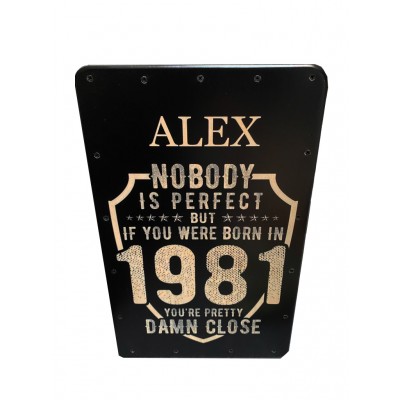 ALEX
NOBODY
IS PERFECT
BUT
IF YOU WERE BORN IN
1981
YOU'RE PRETTY
DAMN CLOSE